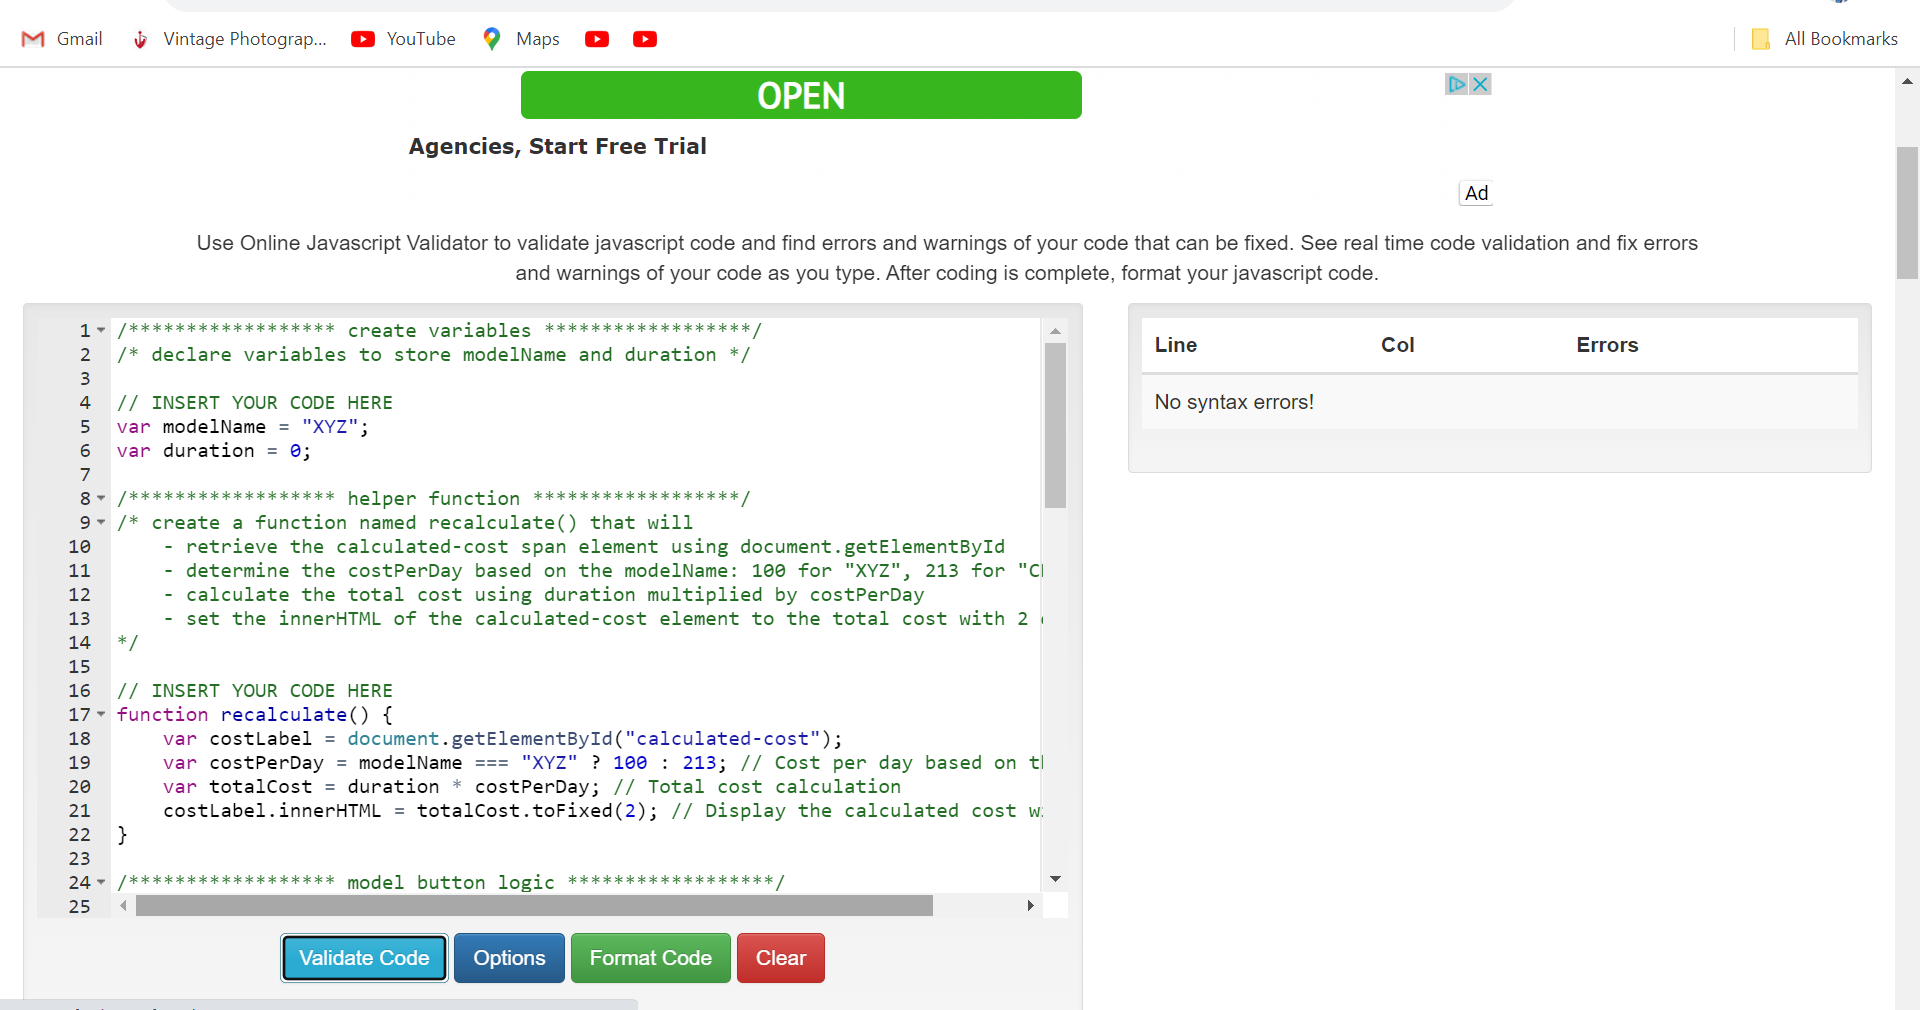 Gmail Vintage Photograp... YouTube Maps All Bookmarks
OPEN
Agencies, Start Free Trial
Ad
Use Online Javascript Validator to validate javascript code and find errors and warnings of your code that can be fixed. See real time code validation and fix errors
and warnings of your code as you type. After coding is complete, format your javascript code.
1 /****************** create variables ******************/
2 /* declare variables to store modelName and duration */
3
4 // INSERT YOUR CODE HERE
5 var modelName = "XYZ";
6 var duration = 0;
7
8 /****************** helper function ******************/
9 /* create a function named recalculate() that will
10 - retrieve the calculated-cost span element using document.getElementById
11 - determine the costPerDay based on the modelName: 100 for "XYZ", 213 for
12 - calculate the total cost using duration multiplied by costPerDay
13 - set the innerHTML of the calculated-cost element to the total cost with 2
14 */
15
16 // INSERT YOUR CODE HERE
17 function recalculate() {
18 var costLabel = document.getElementById("calculated-cost");
19 var costPerDay = modelName === "XYZ" ? 100 : 213; // Cost per day based on
20 var totalCost = duration * costPerDay; // Total cost calculation
21 costLabel.innerHTML = totalCost.toFixed(2); // Display the calculated cost
22 }
23
24 /****************** model button logic ******************/
25
Line Col Errors
No syntax errors!
Validate Code Options Format Code Clear